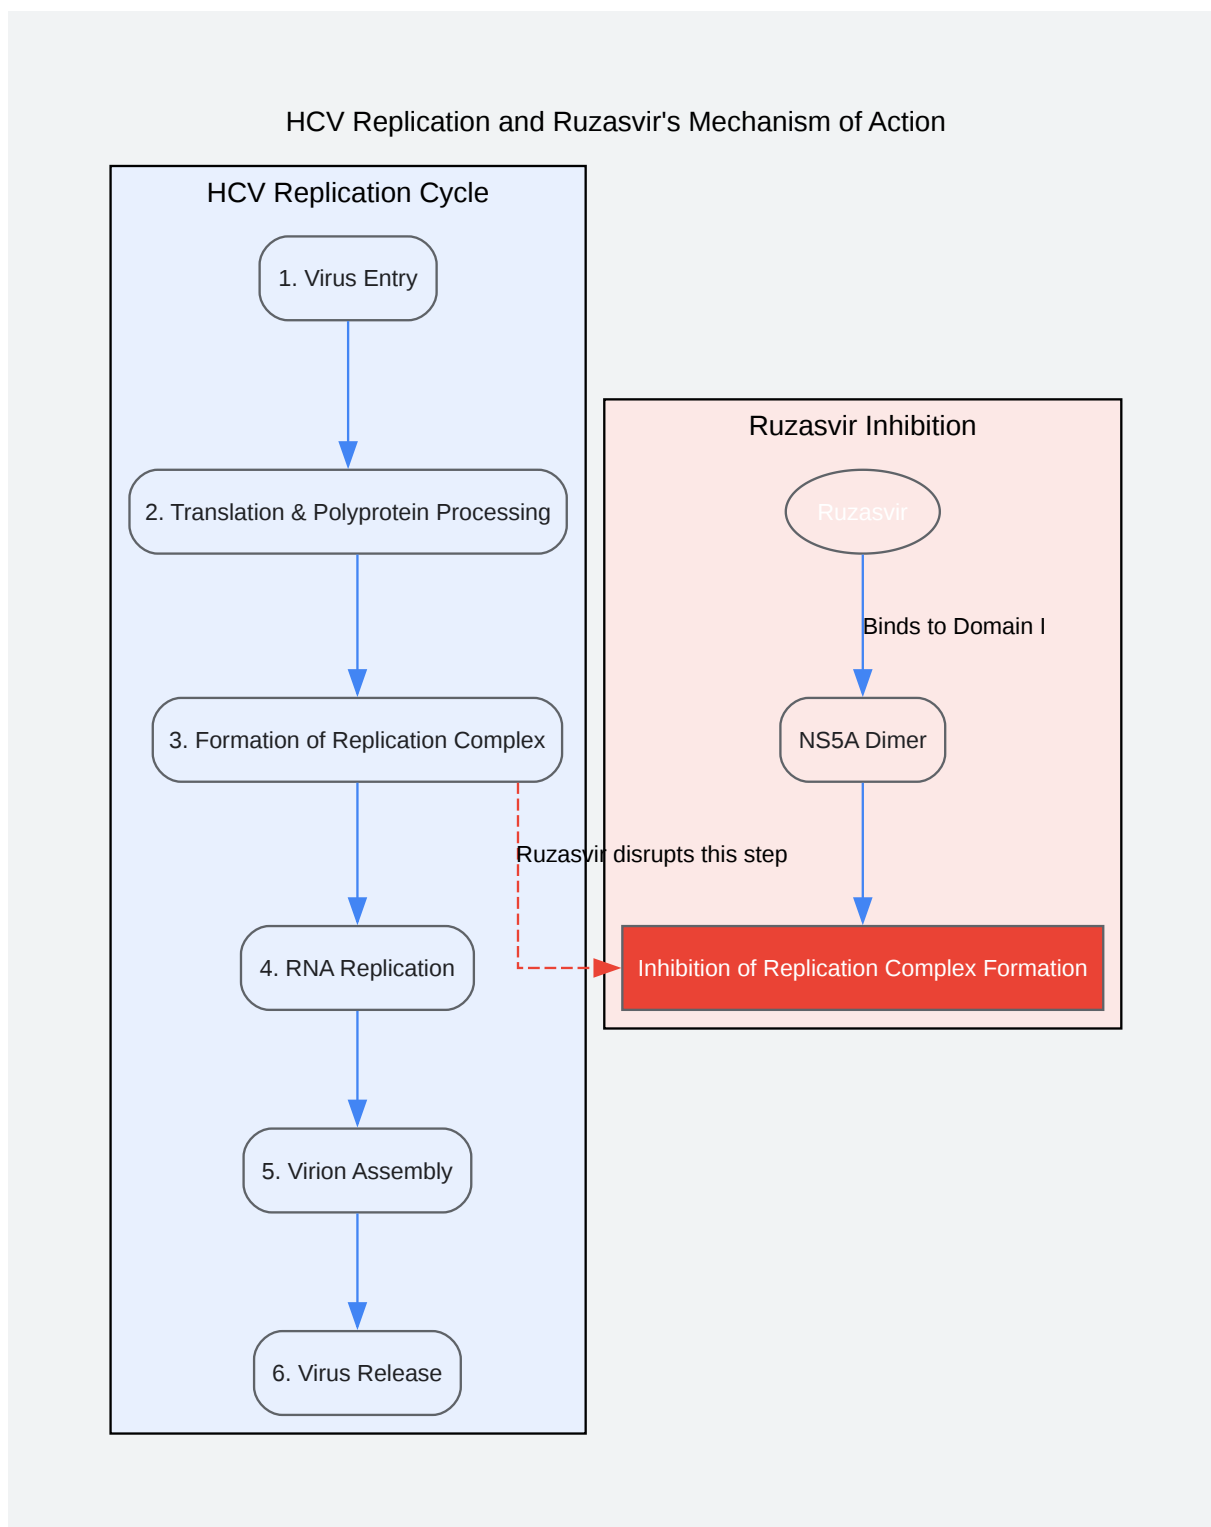 HCV Replication and Ruzasvir's Mechanism of Action
HCV Replication Cycle
1. Virus Entry
2. Translation & Polyprotein Processing
3. Formation of Replication Complex
4. RNA Replication
5. Virion Assembly
6. Virus Release
Ruzasvir Inhibition
Ruzasvir
Binds to Domain I
NS5A Dimer
Ruzasvir disrupts this step
Inhibition of Replication Complex Formation